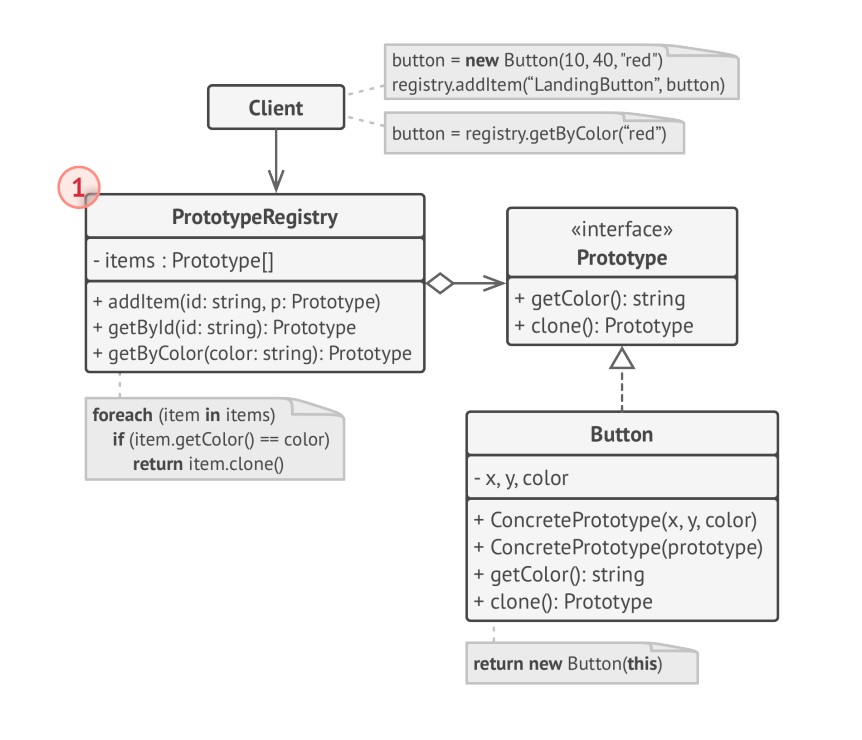 button = new Button(10, 40, "red")
registry.addItem(“LandingButton”, button)
Client
button = registry.getByColor(“red”)
1
PrototypeRegistry
- items : Prototype[]
+ addItem(id: string, p: Prototype)
+ getById(id: string): Prototype
+ getByColor(color: string): Prototype
foreach (item in items)
if (item.getColor() == color)
return item.clone()
«interface»
Prototype
+ getColor(): string
+ clone(): Prototype
Button
- x, y, color
+ ConcretePrototype(x, y, color)
+ ConcretePrototype(prototype)
+ getColor(): string
+ clone(): Prototype
return new Button(this)